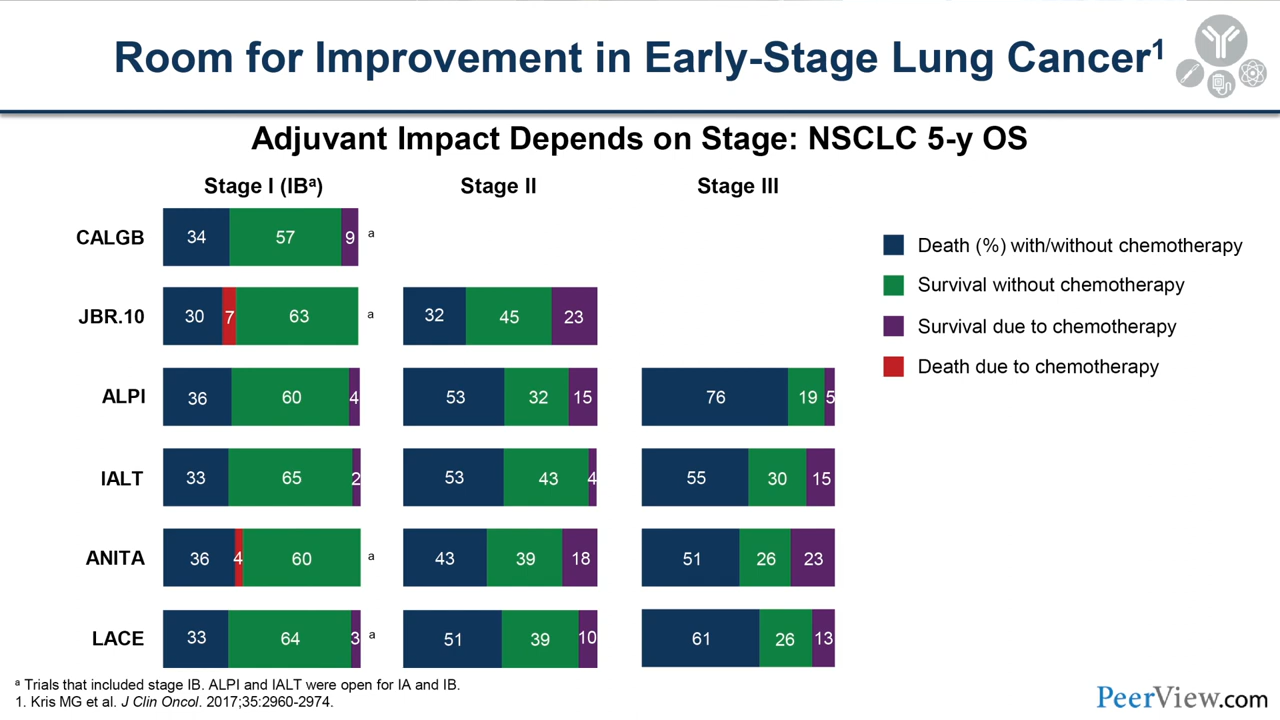 Room for Improvement in Early-Stage Lung Cancer¹
Adjuvant Impact Depends on Stage: NSCLC 5-y OS
Stage I (IBᵃ) Stage II Stage III
CALGB 34 57 9 ᵃ
JBR.10 30 7 63 ᵃ 32 45 23
ALPI 36 60 4 53 32 15 76 19 5
IALT 33 65 2 53 43 4 55 30 15
ANITA 36 4 60 ᵃ 43 39 18 51 26 23
LACE 33 64 3 ᵃ 51 39 10 61 26 13
Death (%) with/without chemotherapy
Survival without chemotherapy
Survival due to chemotherapy
Death due to chemotherapy
ᵃ Trials that included stage IB. ALPI and IALT were open for IA and IB.
1. Kris MG et al. J Clin Oncol. 2017;35:2960-2974.
PeerView.com